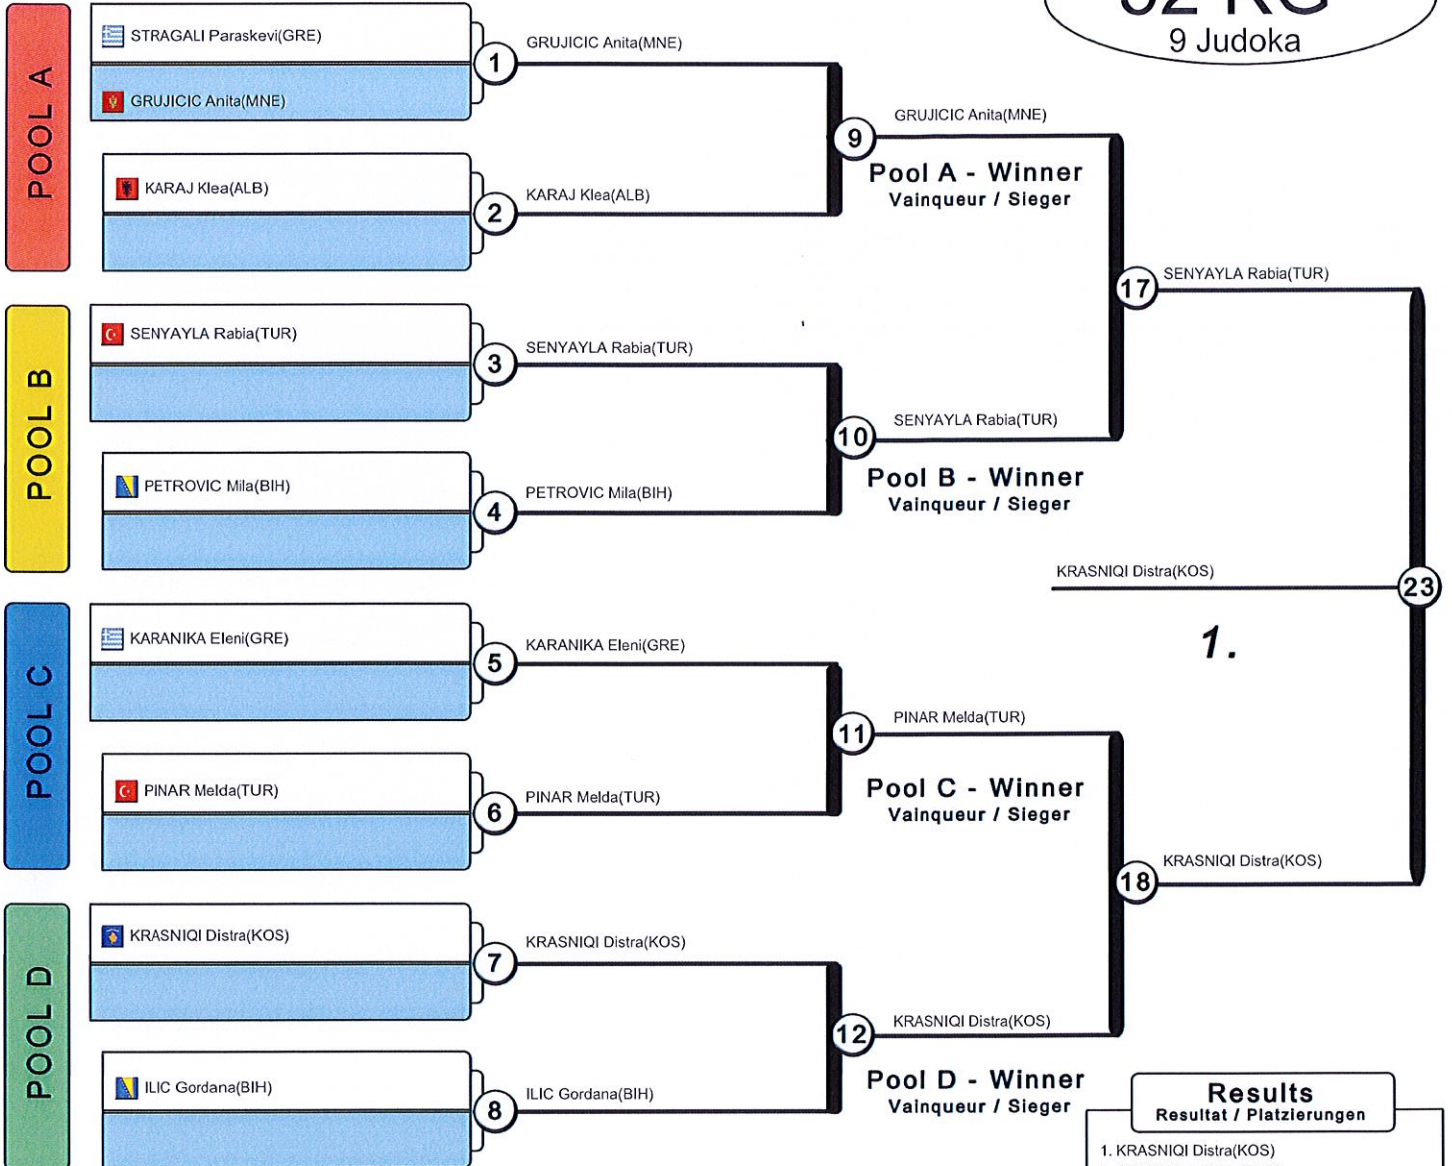 KG
9 Judoka
POOL A
STRAGALI Paraskevi(GRE)
GRUJICIC Anita(MNE)
1
GRUJICIC Anita(MNE)
KARAJ Klea(ALB)
2
KARAJ Klea(ALB)
9
GRUJICIC Anita(MNE)
Pool A - Winner
Vainqueur / Sieger
POOL B
SENYAYLA Rabia(TUR)
3
SENYAYLA Rabia(TUR)
PETROVIC Mila(BIH)
4
PETROVIC Mila(BIH)
10
SENYAYLA Rabia(TUR)
Pool B - Winner
Vainqueur / Sieger
17
SENYAYLA Rabia(TUR)
POOL C
KARANIKA Eleni(GRE)
5
KARANIKA Eleni(GRE)
PINAR Melda(TUR)
6
PINAR Melda(TUR)
11
PINAR Melda(TUR)
Pool C - Winner
Vainqueur / Sieger
POOL D
KRASNIQI Distra(KOS)
7
KRASNIQI Distra(KOS)
ILIC Gordana(BIH)
8
ILIC Gordana(BIH)
12
KRASNIQI Distra(KOS)
Pool D - Winner
Vainqueur / Sieger
18
KRASNIQI Distra(KOS)
KRASNIQI Distra(KOS)
23
1.
Results
Resultat / Platzierungen
1. KRASNIQI Distra(KOS)